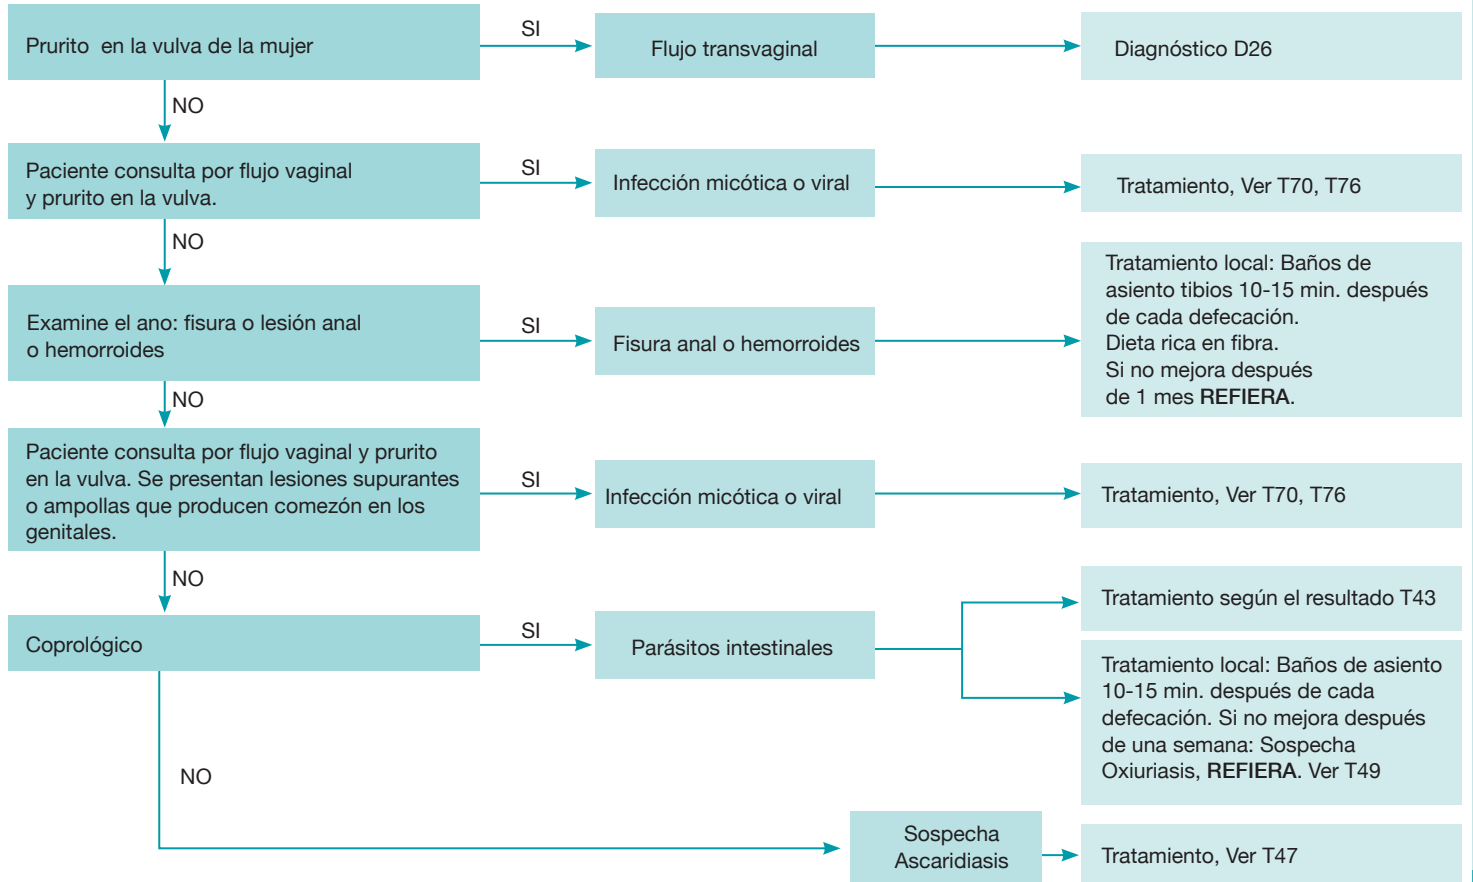 Prurito en la vulva de la mujer
SI
Flujo transvaginal
Diagnóstico D26
NO
Paciente consulta por flujo vaginal
y prurito en la vulva.
SI
Infección micótica o viral
Tratamiento, Ver T70, T76
NO
Examine el ano: fisura o lesión anal
o hemorroides
SI
Fisura anal o hemorroides
Tratamiento local: Baños de
asiento tibios 10-15 min. después
de cada defecación.
Dieta rica en fibra.
Si no mejora después
de 1 mes REFIERA.
NO
Paciente consulta por flujo vaginal y prurito
en la vulva. Se presentan lesiones supurantes
o ampollas que producen comezón en los
genitales.
SI
Infección micótica o viral
Tratamiento, Ver T70, T76
NO
Coprológico
SI
Parásitos intestinales
Tratamiento según el resultado T43
Tratamiento local: Baños de asiento
10-15 min. después de cada
defecación. Si no mejora después
de una semana: Sospecha
Oxiuriasis, REFIERA. Ver T49
NO
Sospecha
Ascaridiasis
Tratamiento, Ver T47